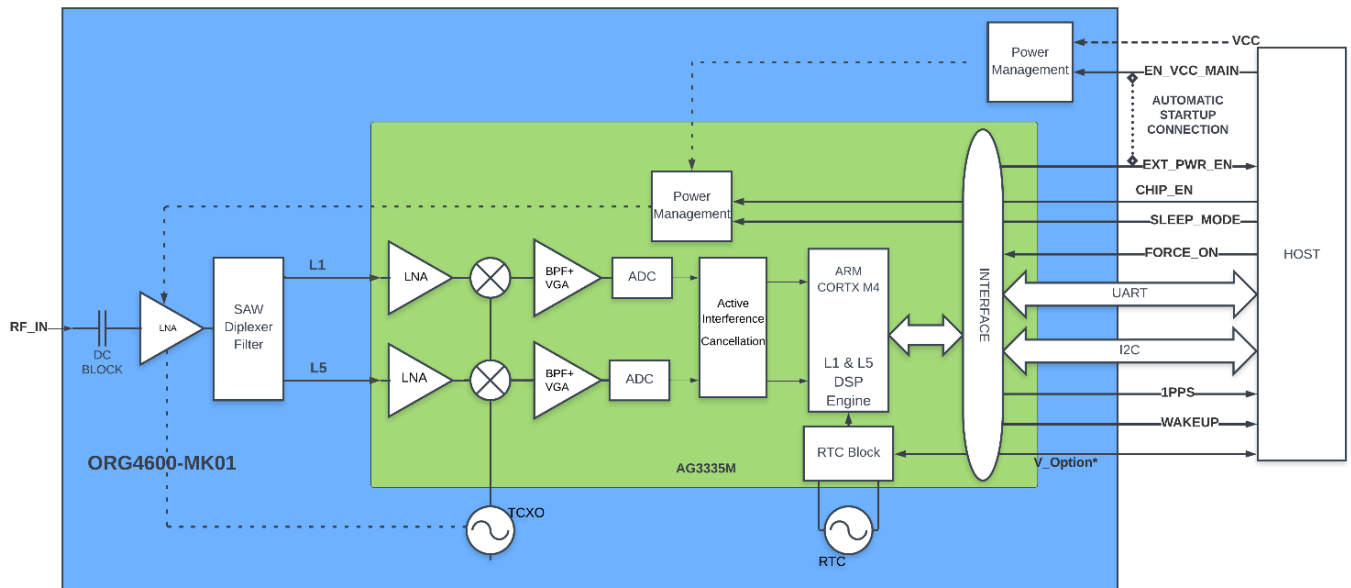 VCC
Power
Management
EN_VCC_MAIN
AUTOMATIC
STARTUP
CONNECTION
EXT_PWR_EN
CHIP_EN
Power
Management
SLEEP_MODE
FORCE_ON
HOST
L1
LNA
BPF+
VGA
ADC
ARM
CORTX M4
INTERFACE
UART
SAW
Diplexer
Filter
Active
Interference
Cancellation
RF_IN
LNA
DC
BLOCK
I2C
L5
LNA
BPF+
VGA
ADC
L1 & L5
DSP
Engine
1PPS
WAKEUP
RTC Block
V_Option*
ORG4600-MK01
AG3335M
TCXO
RTC